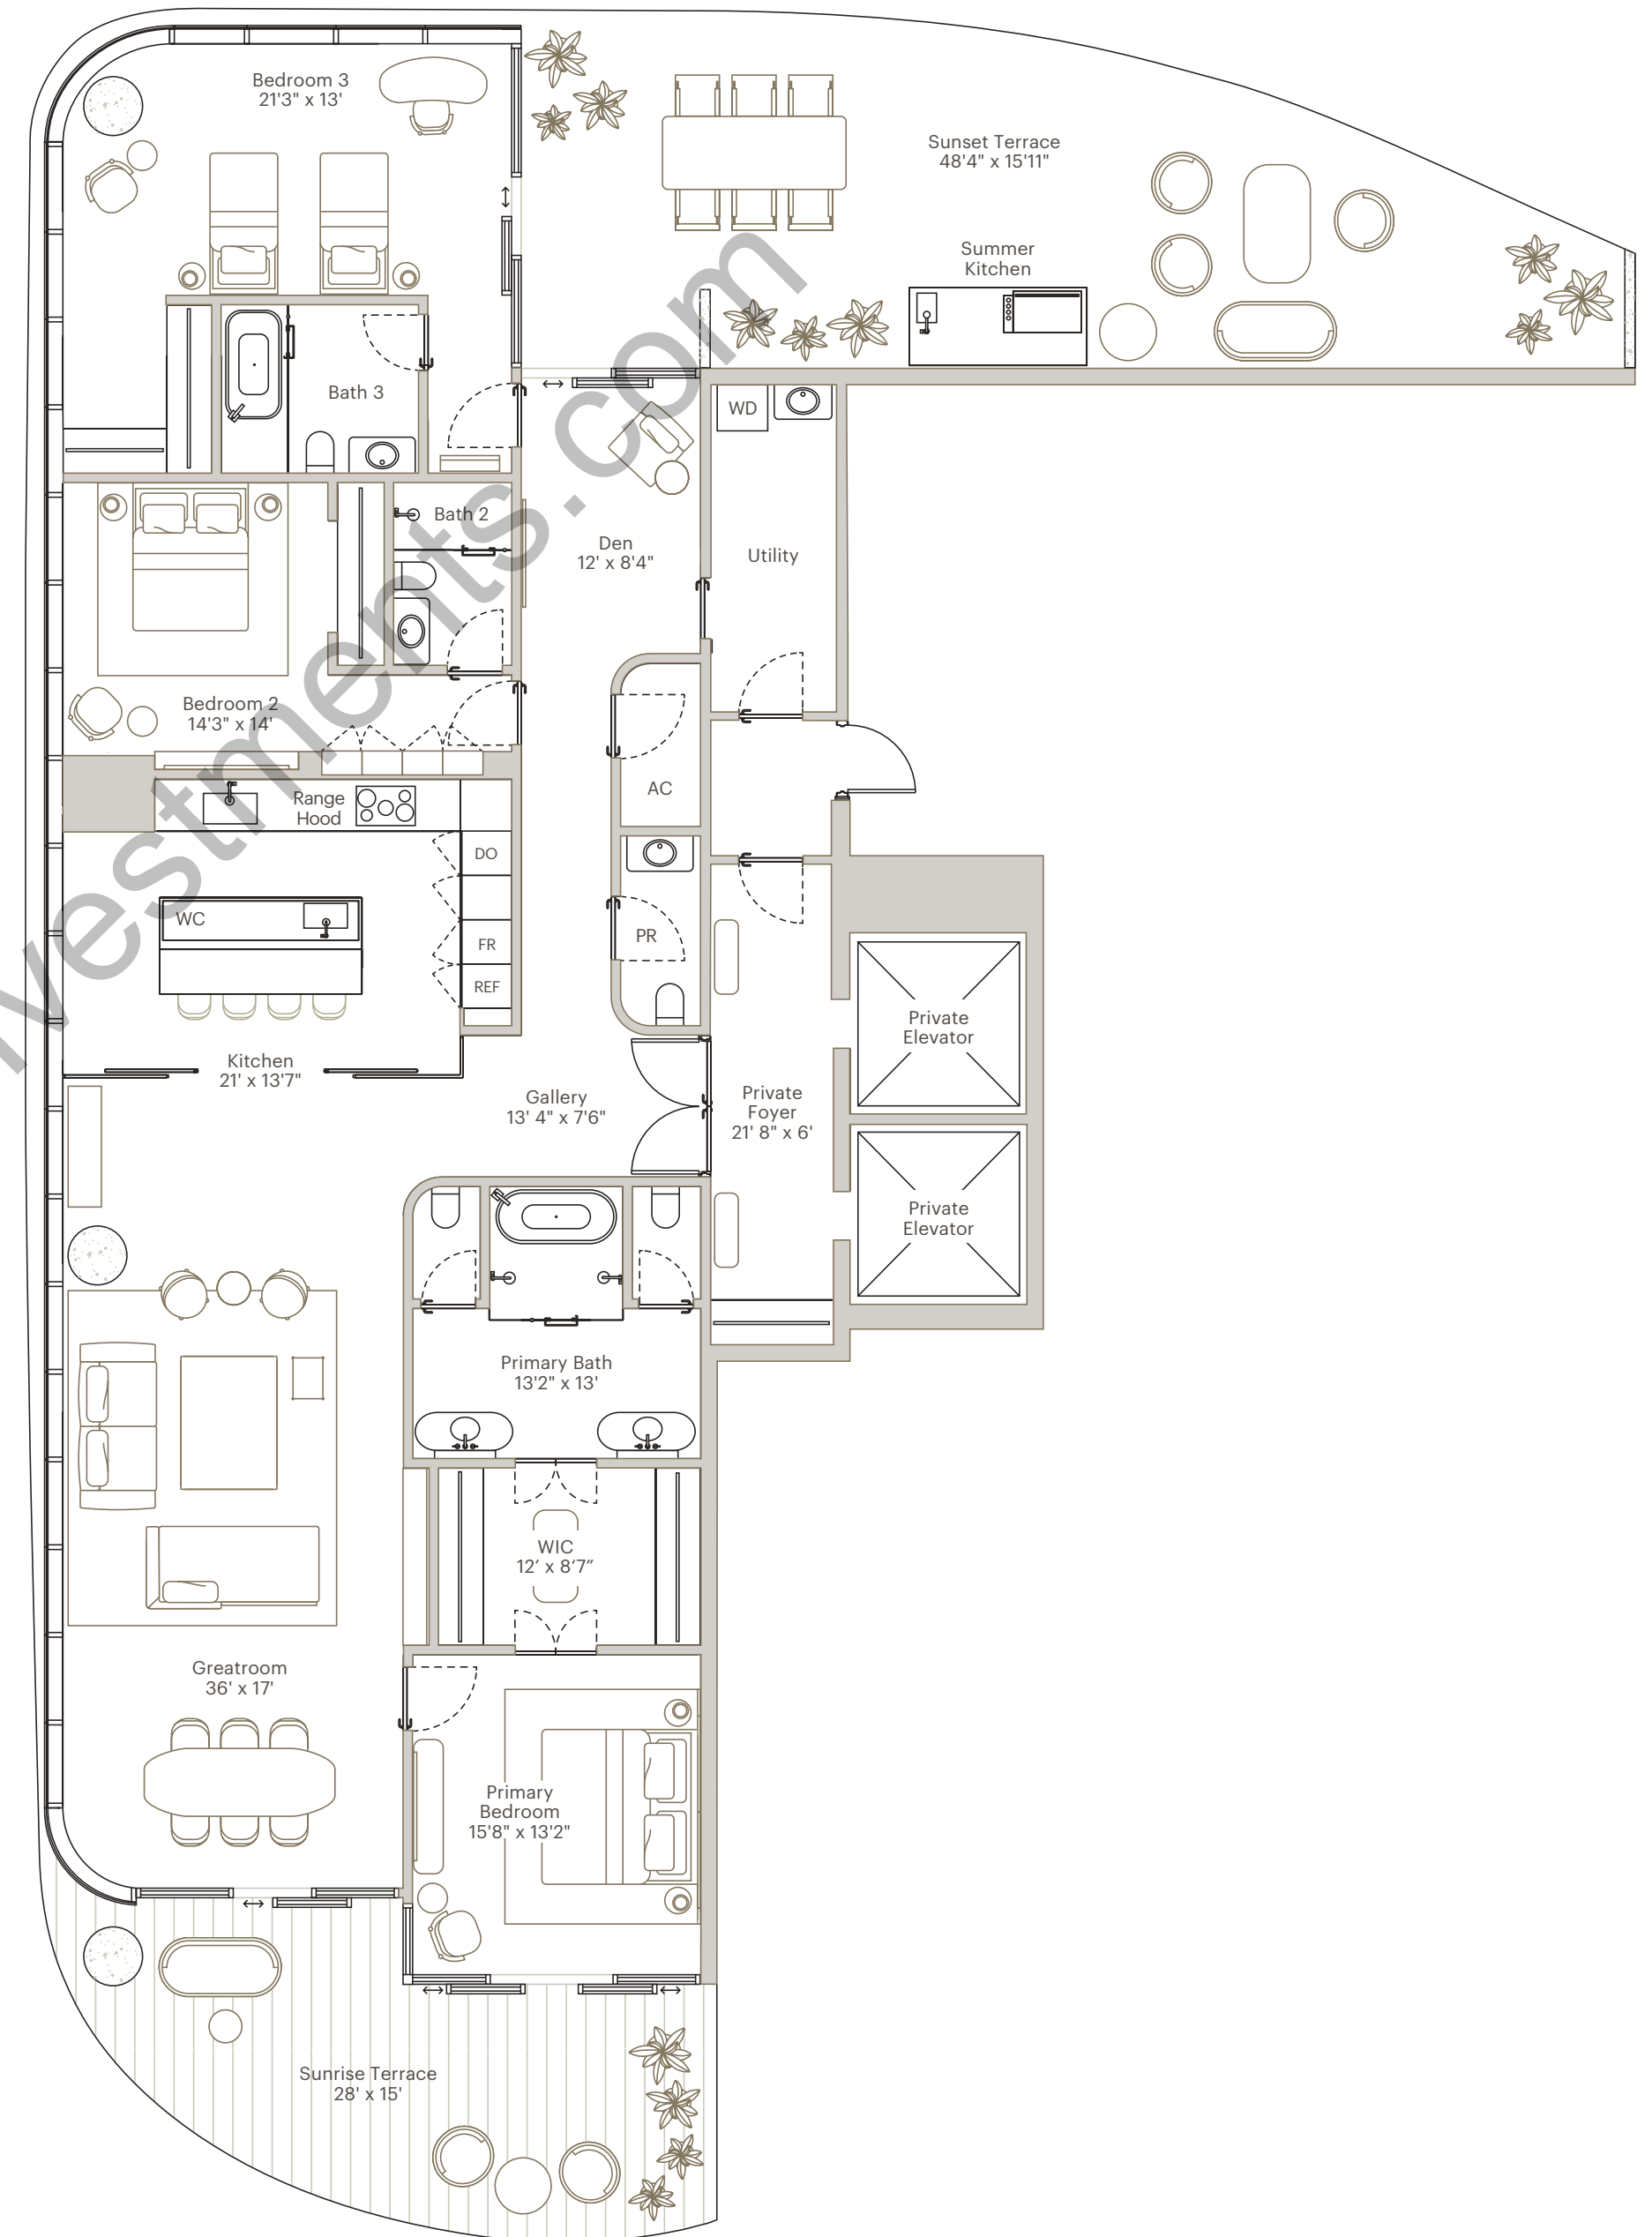 Bedroom 3
21'3" x 13'
Sunset Terrace
48'4" x 15'11"
Summer
Kitchen
Bath 3
WD
Bath 2
Den
12' x 8'4"
Utility
Bedroom 2
14'3" x 14'
AC
Range
Hood
DO
WC
PR
FR
REF
Private
Elevator
Kitchen
21' x 13'7"
Gallery
13' 4" x 7'6"
Private
Foyer
21' 8" x 6'
Private
Elevator
Primary Bath
13'2" x 13'
WIC
12′ x 8′7″
Greatroom
36' x 17'
Primary
Bedroom
15'8" x 13'2"
Sunrise Terrace
28' x 15'
vestments.com